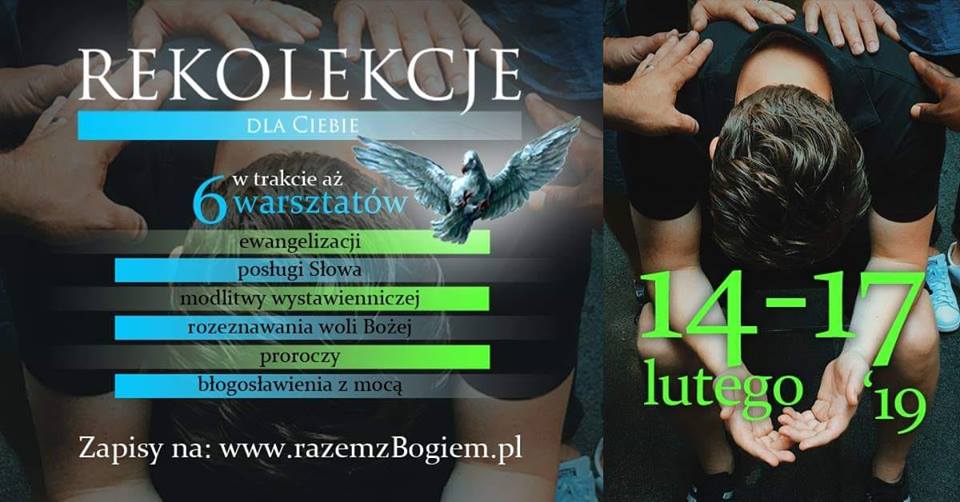 REKOLEKCJE
DLA CIEBIE
w trakcie aż
6 warsztatów
ewangelizacji
posługi Słowa
modlitwy wystawienniczej
rozeznawania woli Bożej
proroczy
błogosławienia z mocą
Zapisy na: www.razemzBogiem.pl
14-17
lutego '19